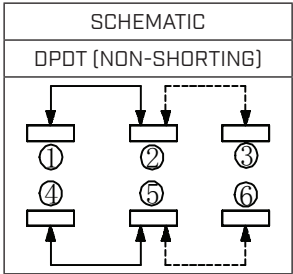 SCHEMATIC
DPDT (NON-SHORTING)
① ② ③
④ ⑤ ⑥